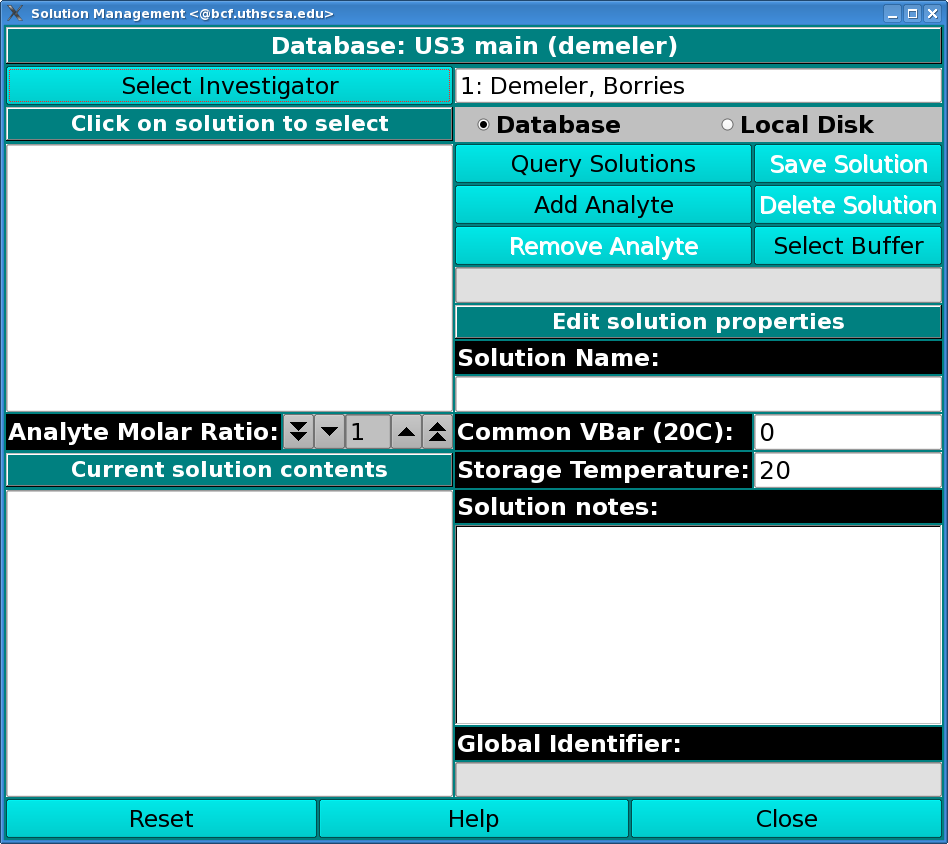 Solution Management <@bcf.uthscsa.edu>
Database: US3 main (demeler)
Select Investigator
1: Demeler, Borries
Click on solution to select
Database
Local Disk
Query Solutions
Save Solution
Add Analyte
Delete Solution
Remove Analyte
Select Buffer
Edit solution properties
Solution Name:
Analyte Molar Ratio:
1
Common VBar (20C):
0
Current solution contents
Storage Temperature:
20
Solution notes:
Global Identifier:
Reset
Help
Close